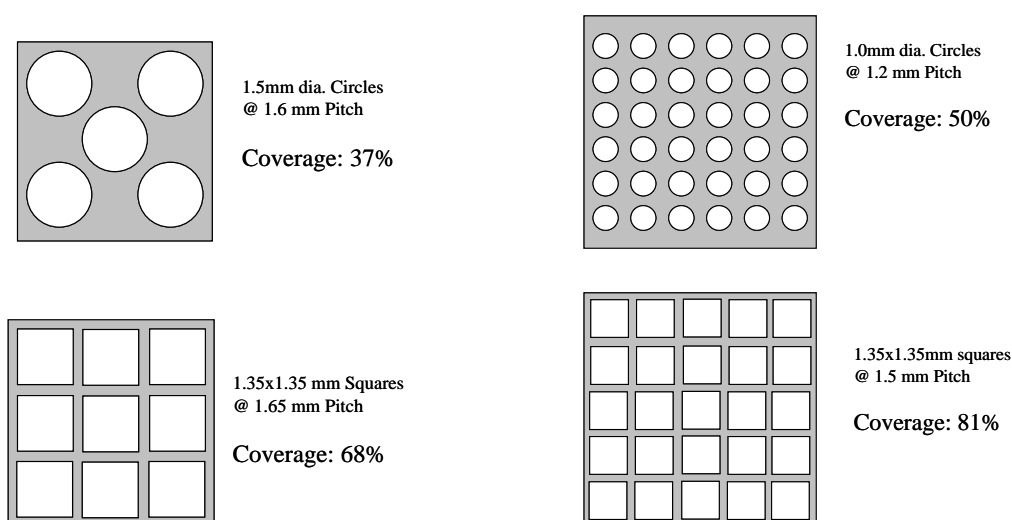 1.5mm dia. Circles
@ 1.6 mm Pitch
Coverage: 37%
1.0mm dia. Circles
@ 1.2 mm Pitch
Coverage: 50%
1.35x1.35 mm Squares
@ 1.65 mm Pitch
Coverage: 68%
1.35x1.35mm squares
@ 1.5 mm Pitch
Coverage: 81%